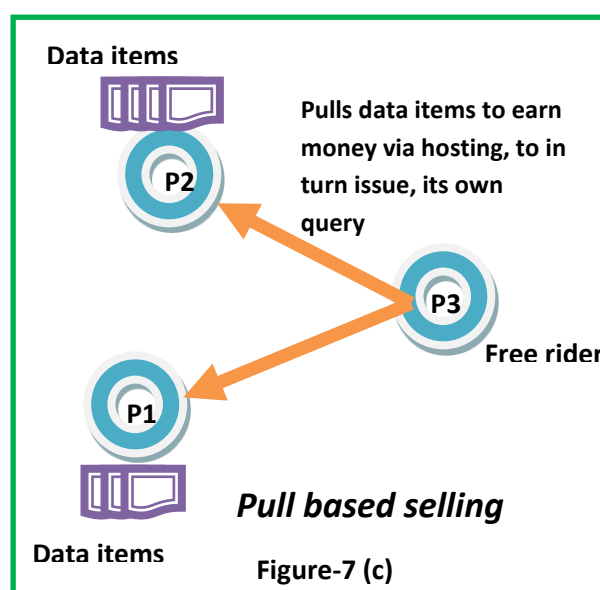 Data items
Pulls data items to earn
money via hosting, to in
turn issue, its own
query
P2
P3
Free rider
P1
Pull based selling
Data items
Figure-7 (c)